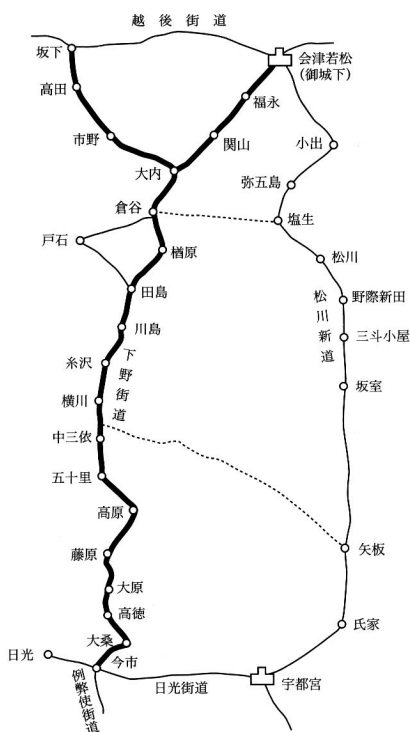 越後街道
坂下
会津若松
(御城下)
高田
福永
市野
関山
小出
大内
弥五島
倉谷
塩生
戸石
楢原
松川
田島
野際新田
松川新道
川島
三斗小屋
下野街道
糸沢
坂室
横川
中三依
五十里
高原
矢板
藤原
大原
高徳
氏家
大桑
日光
今市
日光街道
宇都宮
例弊使街道